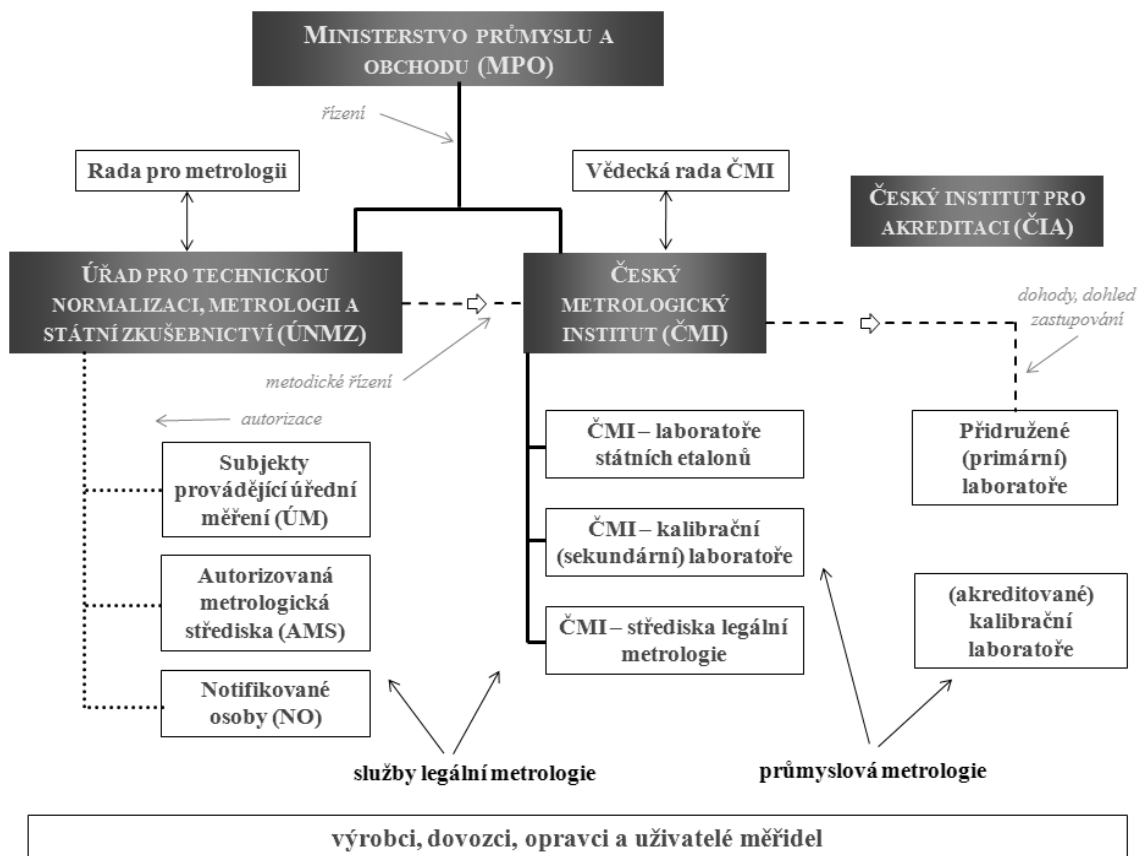 MINISTERSTVO PRŮMYSLU A
OBCHODU (MPO)
řízení
Rada pro metrologii
Vědecká rada ČMI
ČESKÝ INSTITUT PRO
AKREDITACI (ČIA)
ÚŘAD PRO TECHNICKOU
NORMALIZACI, METROLOGII A
STÁTNÍ ZKUŠEBNICTVÍ (ÚNMZ)
ČESKÝ
METROLOGICKÝ
INSTITUT (ČMI)
dohody, dohled
zastupování
metodické řízení
autorizace
Subjekty
provádějící úřední
měření (ÚM)
Autorizovaná
metrologická
střediska (AMS)
Notifikované
osoby (NO)
ČMI – laboratoře
státních etalonů
ČMI – kalibrační
(sekundární) laboratoře
ČMI – střediska legální
metrologie
Přidružené
(primární)
laboratoře
(akreditované)
kalibrační
laboratoře
služby legální metrologie
průmyslová metrologie
výrobci, dovozci, opravci a uživatelé měřidel